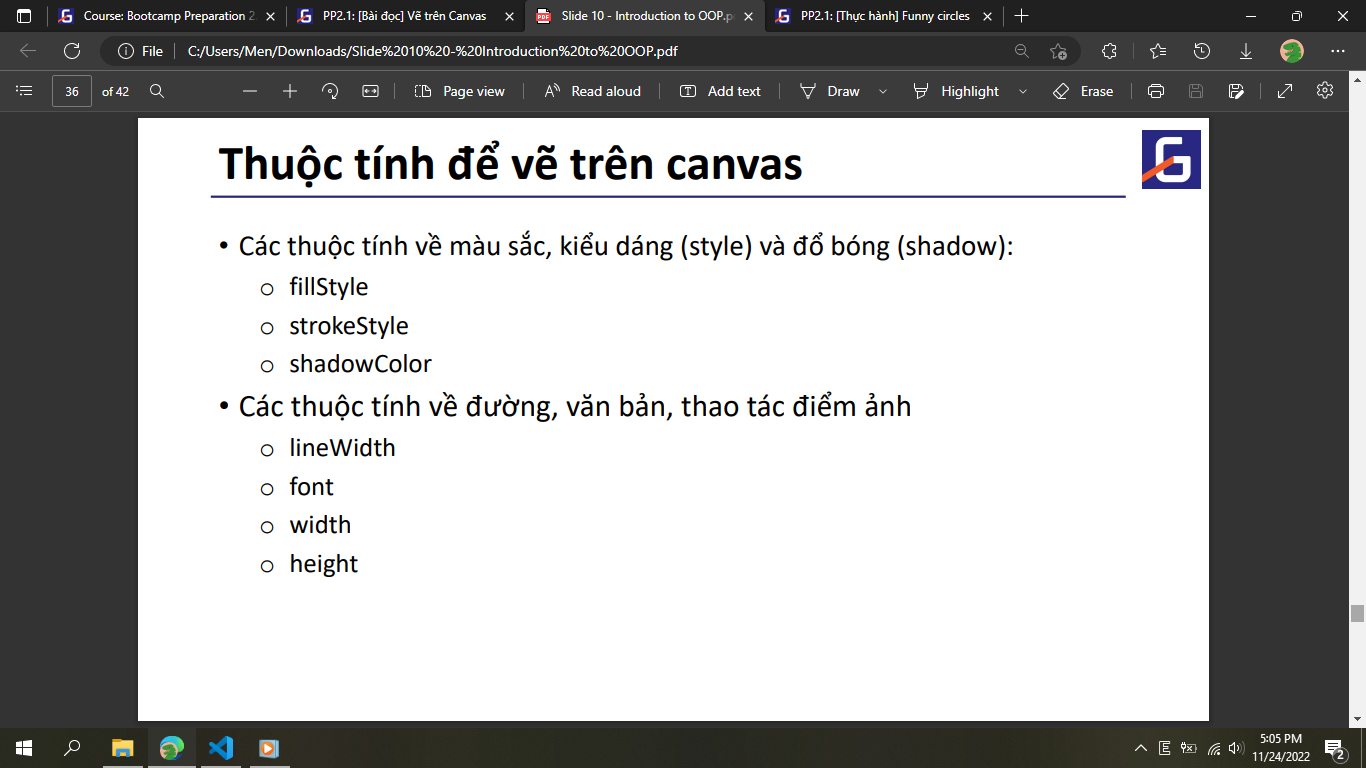 Course: Bootcamp Preparation 2.
PP2.1: [Bài đọc] Vẽ trên Canvas
Slide 10 - Introduction to OOP.p
PP2.1: [Thực hành] Funny circles
File
C:/Users/Men/Downloads/Slide%2010%20-%20Introduction%20to%20OOP.pdf
36 of 42
Page view
Read aloud
Add text
Draw
Highlight
Erase
Thuộc tính để vẽ trên canvas
G
• Các thuộc tính về màu sắc, kiểu dáng (style) và đổ bóng (shadow):
o fillStyle
o strokeStyle
o shadowColor
• Các thuộc tính về đường, văn bản, thao tác điểm ảnh
o lineWidth
o font
o width
o height
E
5:05 PM
11/24/2022
2